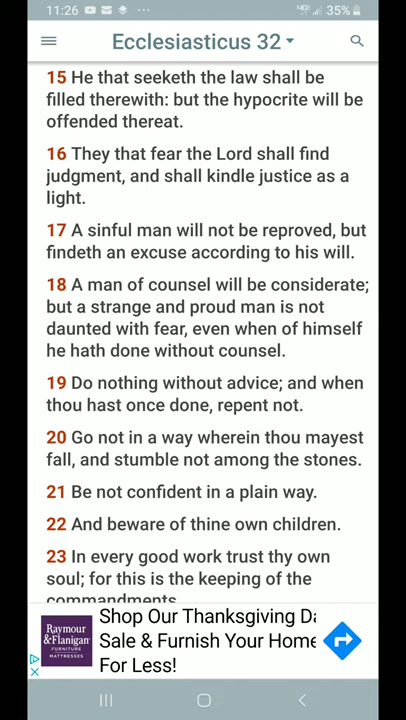 11:26 35%
Ecclesiasticus 32
15 He that seeketh the law shall be
filled therewith: but the hypocrite will be
offended thereat.
16 They that fear the Lord shall find
judgment, and shall kindle justice as a
light.
17 A sinful man will not be reproved, but
findeth an excuse according to his will.
18 A man of counsel will be considerate;
but a strange and proud man is not
daunted with fear, even when of himself
he hath done without counsel.
19 Do nothing without advice; and when
thou hast once done, repent not.
20 Go not in a way wherein thou mayest
fall, and stumble not among the stones.
21 Be not confident in a plain way.
22 And beware of thine own children.
23 In every good work trust thy own
soul; for this is the keeping of the
commandments.
Raymour
&Flanigan
FURNITURE
MATTRESSES
Shop Our Thanksgiving Da
Sale & Furnish Your Home
For Less!